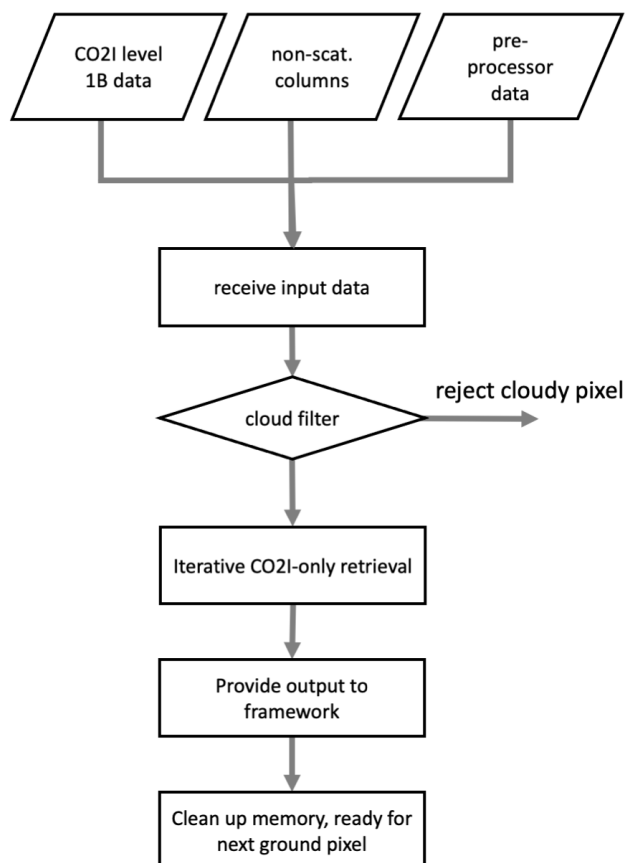 CO2I level
1B data
non-scat.
columns
pre-
processor
data
receive input data
cloud filter
reject cloudy pixel
Iterative CO2I-only retrieval
Provide output to
framework
Clean up memory, ready for
next ground pixel